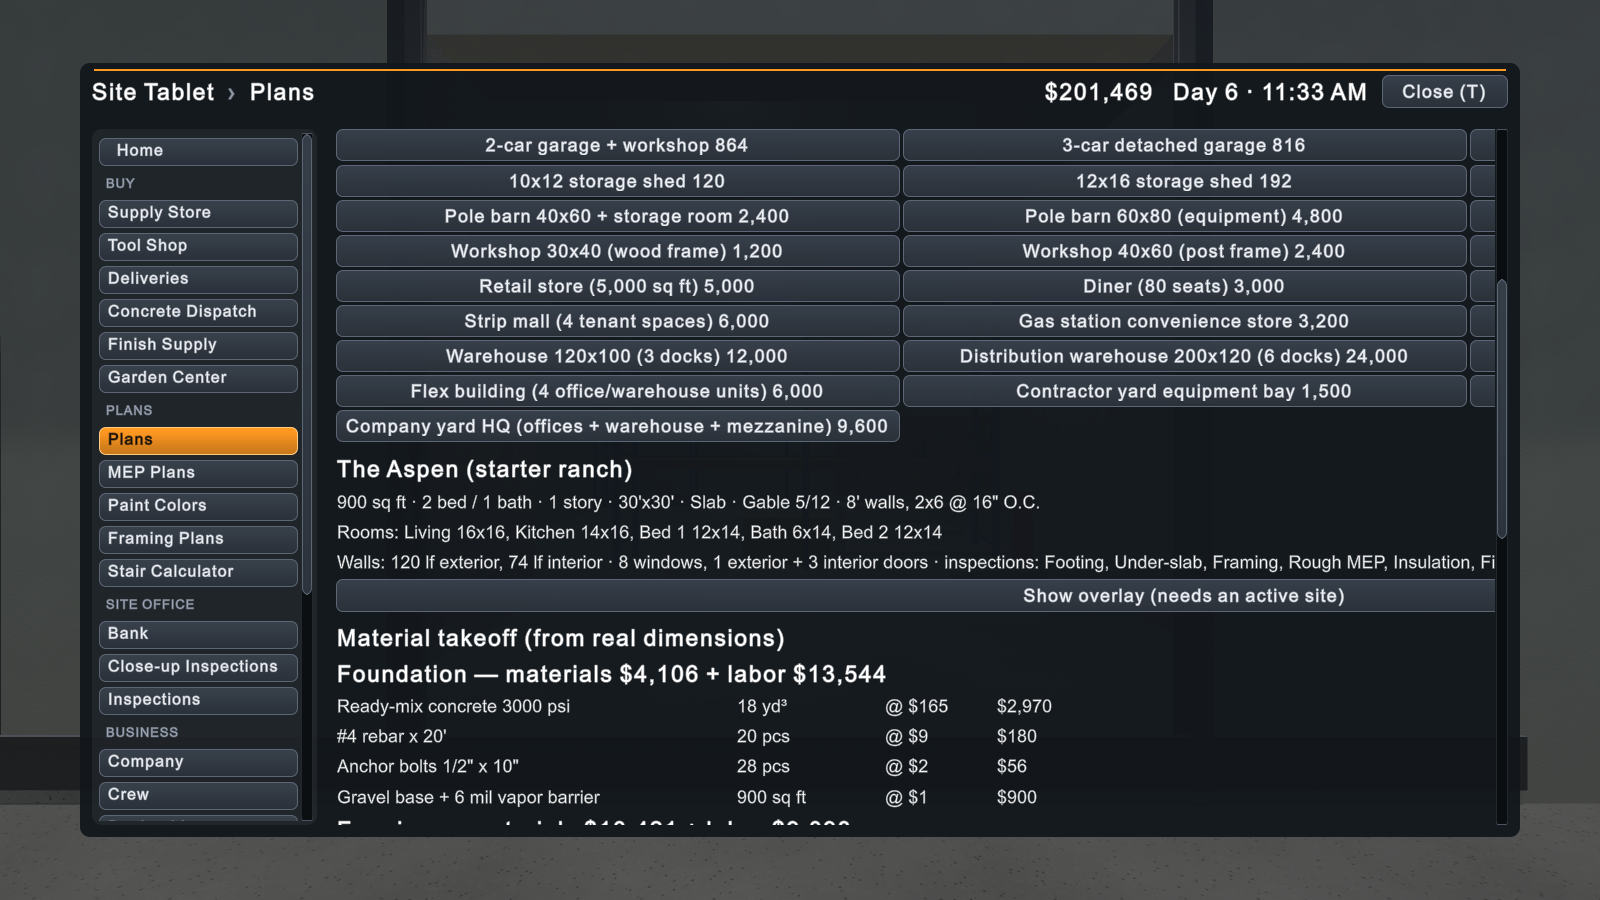 Site Tablet › Plans
$201,469 Day 6 · 11:33 AM Close (T)
Home
BUY
Supply Store
Tool Shop
Deliveries
Concrete Dispatch
Finish Supply
Garden Center
PLANS
Plans
MEP Plans
Paint Colors
Framing Plans
Stair Calculator
SITE OFFICE
Bank
Close-up Inspections
Inspections
BUSINESS
Company
Crew
2-car garage + workshop 864
3-car detached garage 816
10x12 storage shed 120
12x16 storage shed 192
Pole barn 40x60 + storage room 2,400
Pole barn 60x80 (equipment) 4,800
Workshop 30x40 (wood frame) 1,200
Workshop 40x60 (post frame) 2,400
Retail store (5,000 sq ft) 5,000
Diner (80 seats) 3,000
Strip mall (4 tenant spaces) 6,000
Gas station convenience store 3,200
Warehouse 120x100 (3 docks) 12,000
Distribution warehouse 200x120 (6 docks) 24,000
Flex building (4 office/warehouse units) 6,000
Contractor yard equipment bay 1,500
Company yard HQ (offices + warehouse + mezzanine) 9,600
The Aspen (starter ranch)
900 sq ft · 2 bed / 1 bath · 1 story · 30'x30' · Slab · Gable 5/12 · 8' walls, 2x6 @ 16" O.C.
Rooms: Living 16x16, Kitchen 14x16, Bed 1 12x14, Bath 6x14, Bed 2 12x14
Walls: 120 lf exterior, 74 lf interior · 8 windows, 1 exterior + 3 interior doors · inspections: Footing, Under-slab, Framing, Rough MEP, Insulation, Fi
Show overlay (needs an active site)
Material takeoff (from real dimensions)
Foundation — materials $4,106 + labor $13,544
Ready-mix concrete 3000 psi 18 yd³ @ $165 $2,970
#4 rebar x 20' 20 pcs @ $9 $180
Anchor bolts 1/2" x 10" 28 pcs @ $2 $56
Gravel base + 6 mil vapor barrier 900 sq ft @ $1 $900